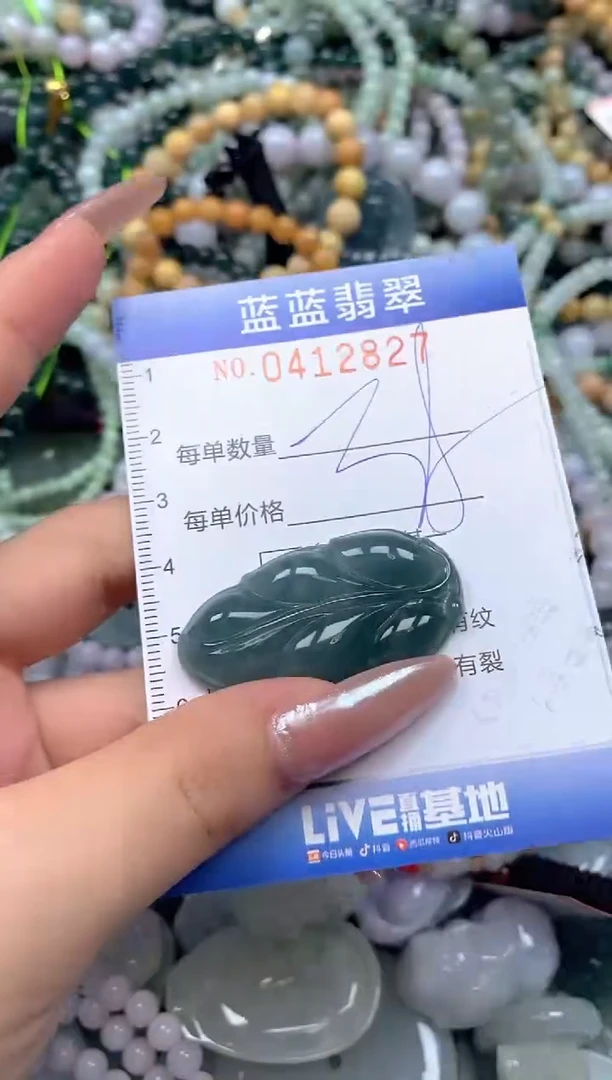 蓝蓝翡翠
NO.0412827
1
2
每单数量
3
每单价格
4
5
有纹
有裂
LiVE直播基地
今日头条 抖音 西瓜视频 抖音火山版